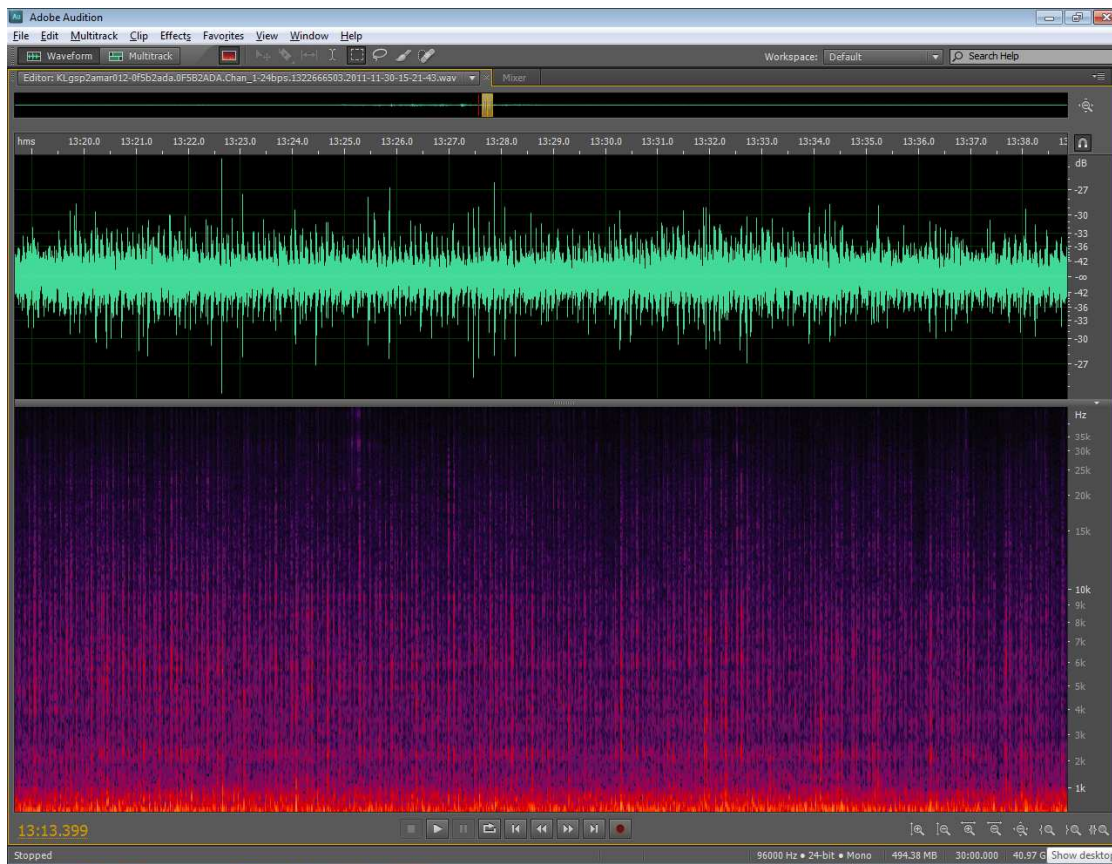 Au Adobe Audition
File Edit Multitrack Clip Effects Favorites View Window Help
Waveform Multitrack Workspace: Default Search Help
Editor: KLgsp2amar012-0f5b2ada.0F5B2ADA.Chan_1-24bps.1322666503.2011-11-30-15-21-43.wav Mixer
hms 13:20.0 13:21.0 13:22.0 13:23.0 13:24.0 13:25.0 13:26.0 13:27.0 13:28.0 13:29.0 13:30.0 13:31.0 13:32.0 13:33.0 13:34.0 13:35.0 13:36.0 13:37.0 13:38.0 13
dB
-27
-30
-33
-36
-42
-∞
-42
-36
-33
-30
-27
Hz
35k
30k
25k
20k
15k
10k
9k
8k
7k
6k
5k
4k
3k
2k
1k
13:13.399
Stopped 96000 Hz • 24-bit • Mono 494.38 MB 30:00.000 40.97 G Show desktop